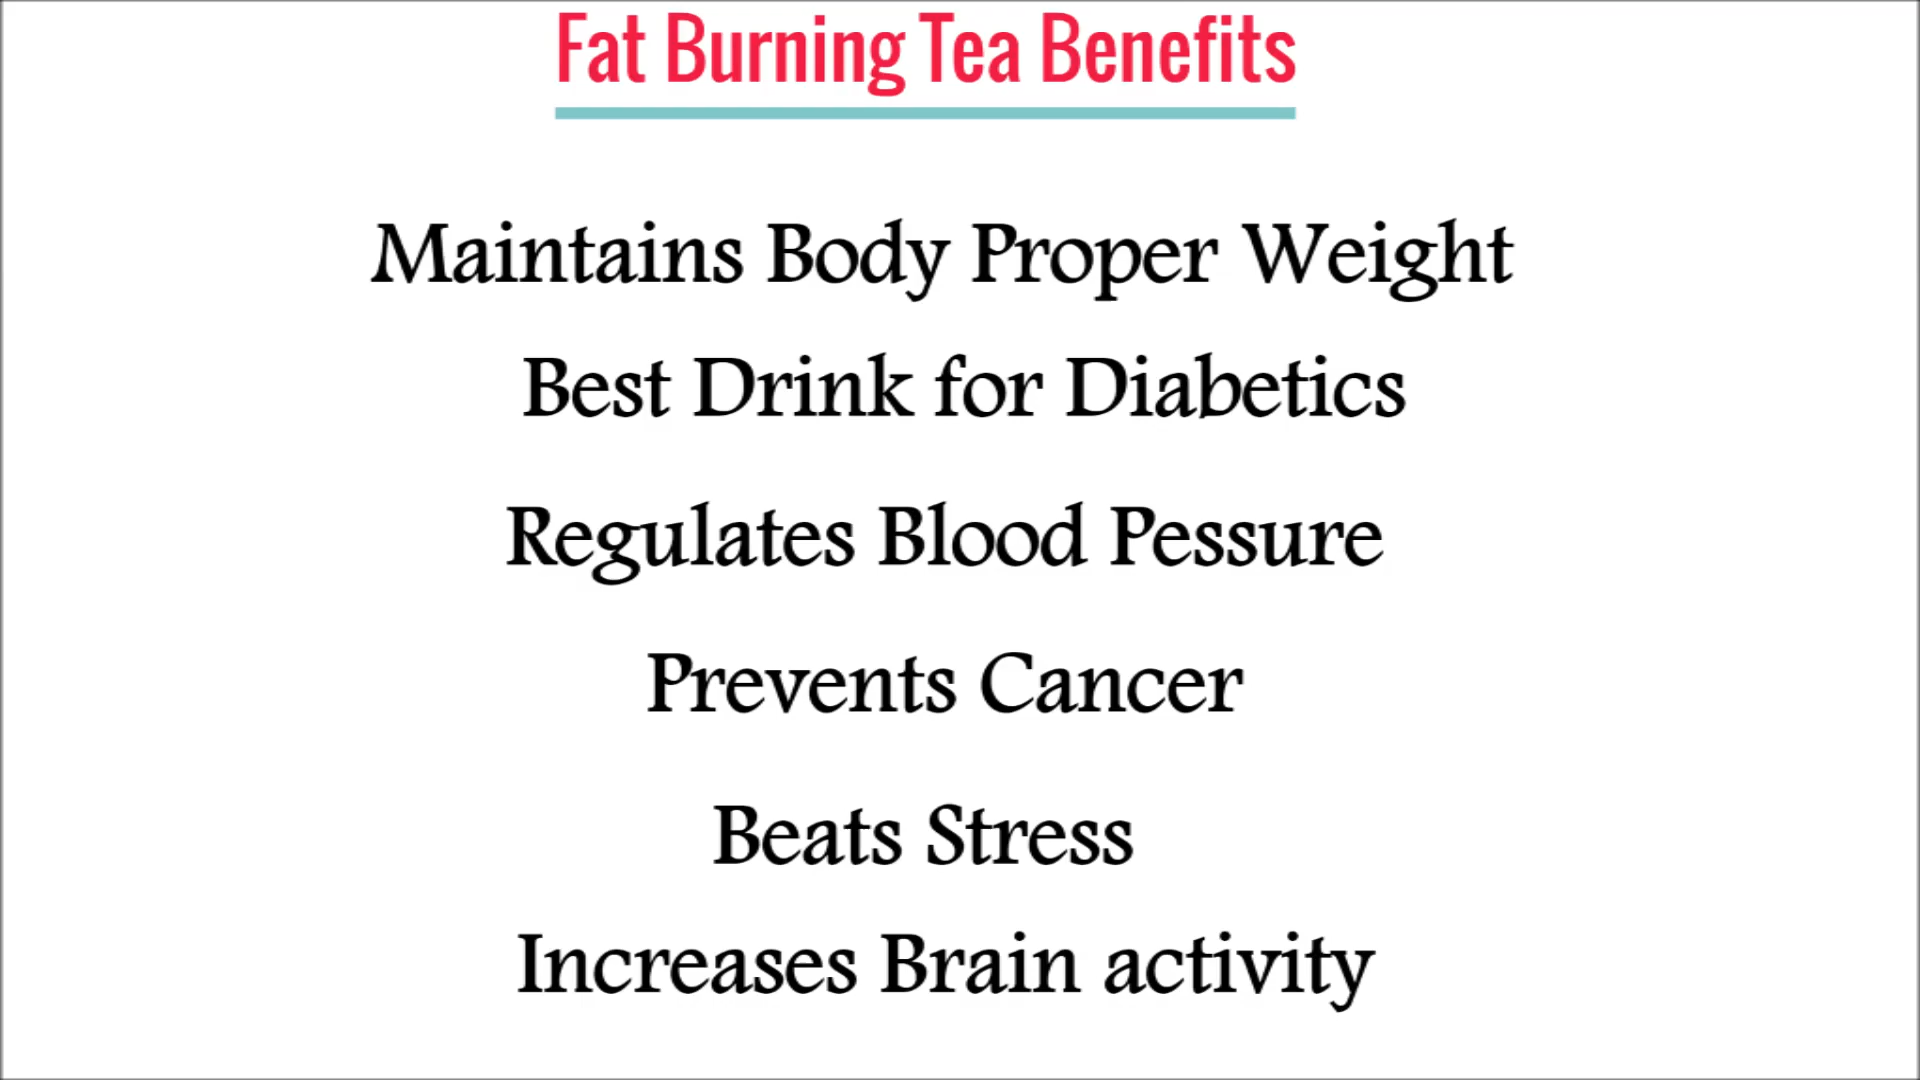 Fat Burning Tea Benefits
Maintains Body Proper Weight
Best Drink for Diabetics
Regulates Blood Pessure
Prevents Cancer
Beats Stress
Increases Brain activity